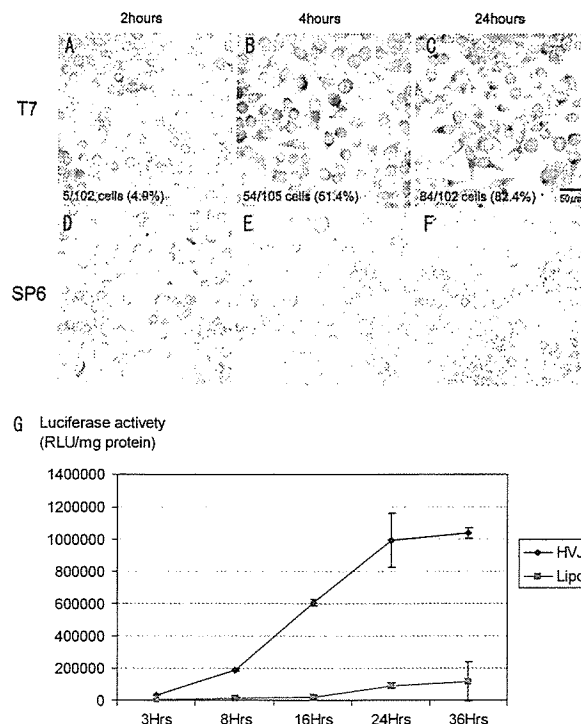 2hours 4hours 24hours
A B C
T7
5/102 cells (4.9%) 54/105 cells (51.4%) 84/102 cells (82.4%) 50μm
D E F
SP6
G Luciferase activety
(RLU/mg protein)
1400000
1200000
1000000
800000
600000
400000
200000
0
HVJ
Lipo
3Hrs 8Hrs 16Hrs 24Hrs 36Hrs